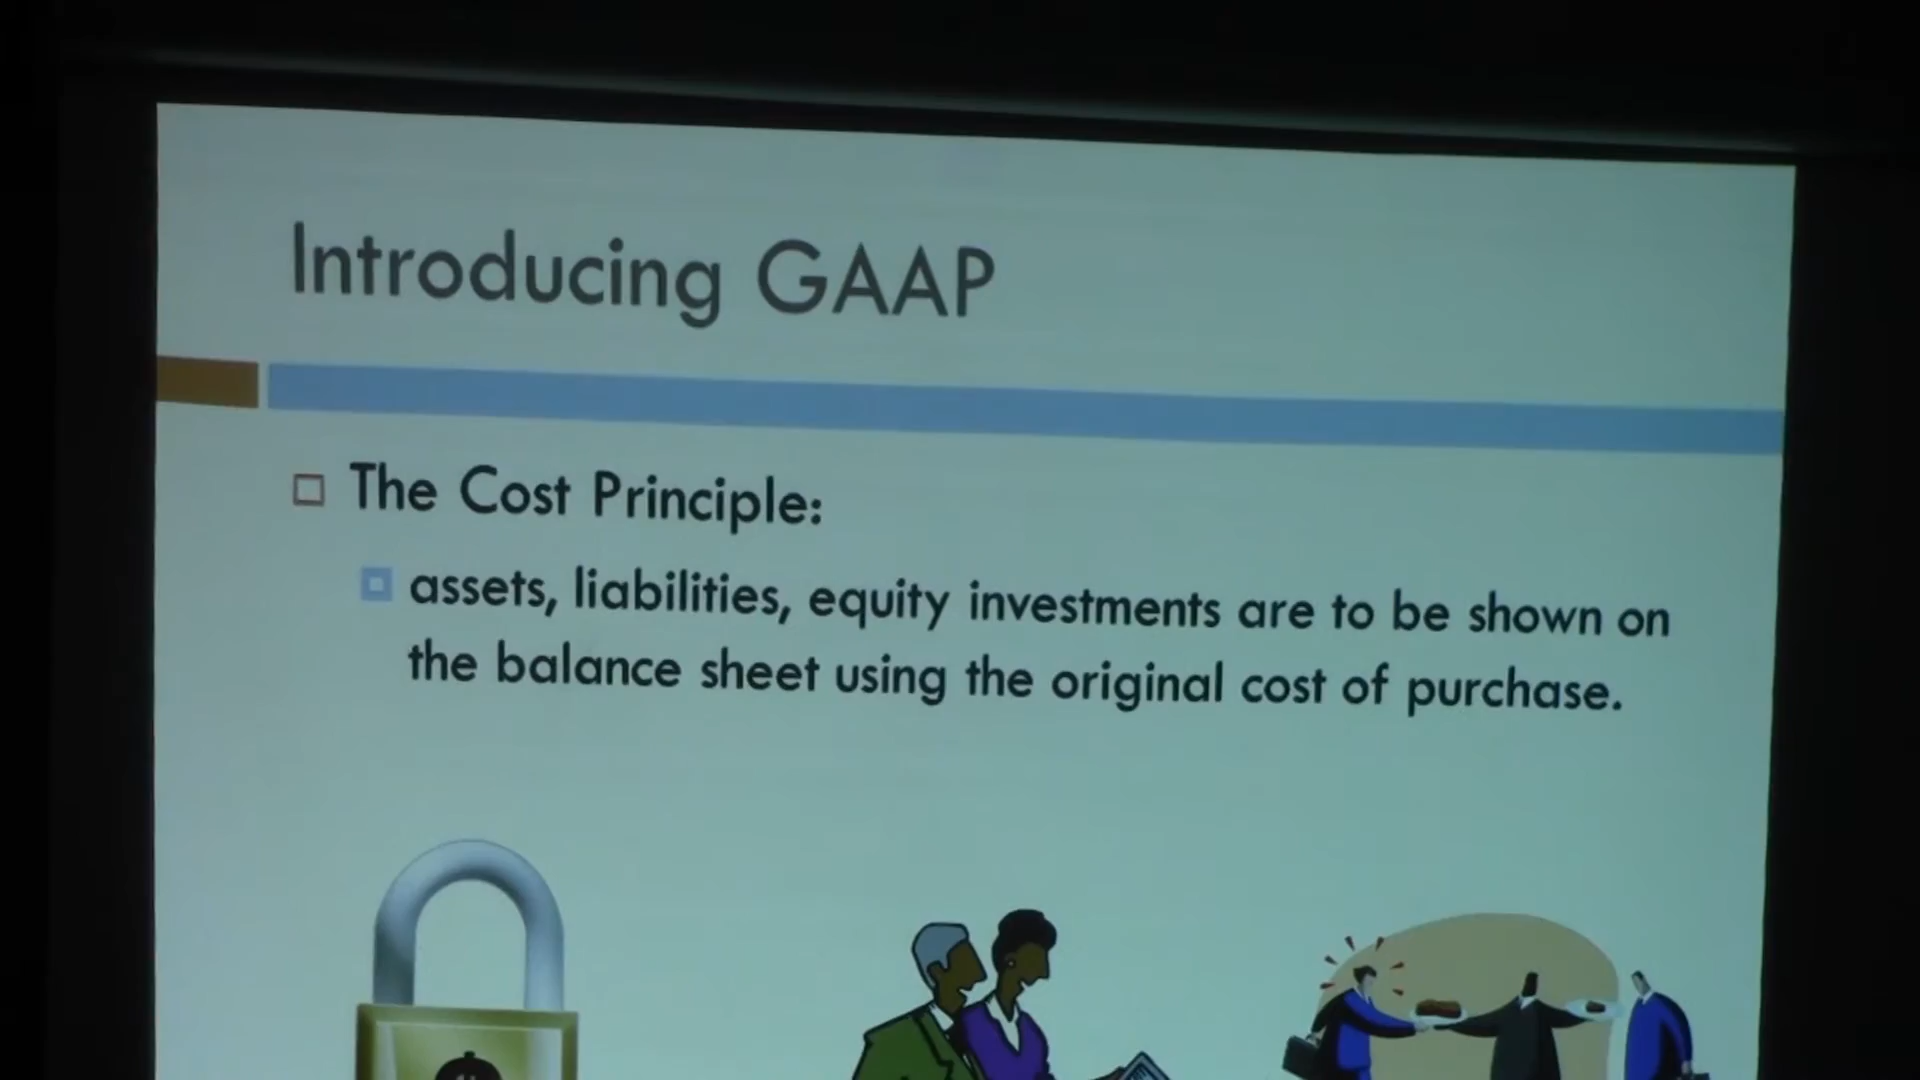 Introducing GAAP
The Cost Principle:
assets, liabilities, equity investments are to be shown on
the balance sheet using the original cost of purchase.